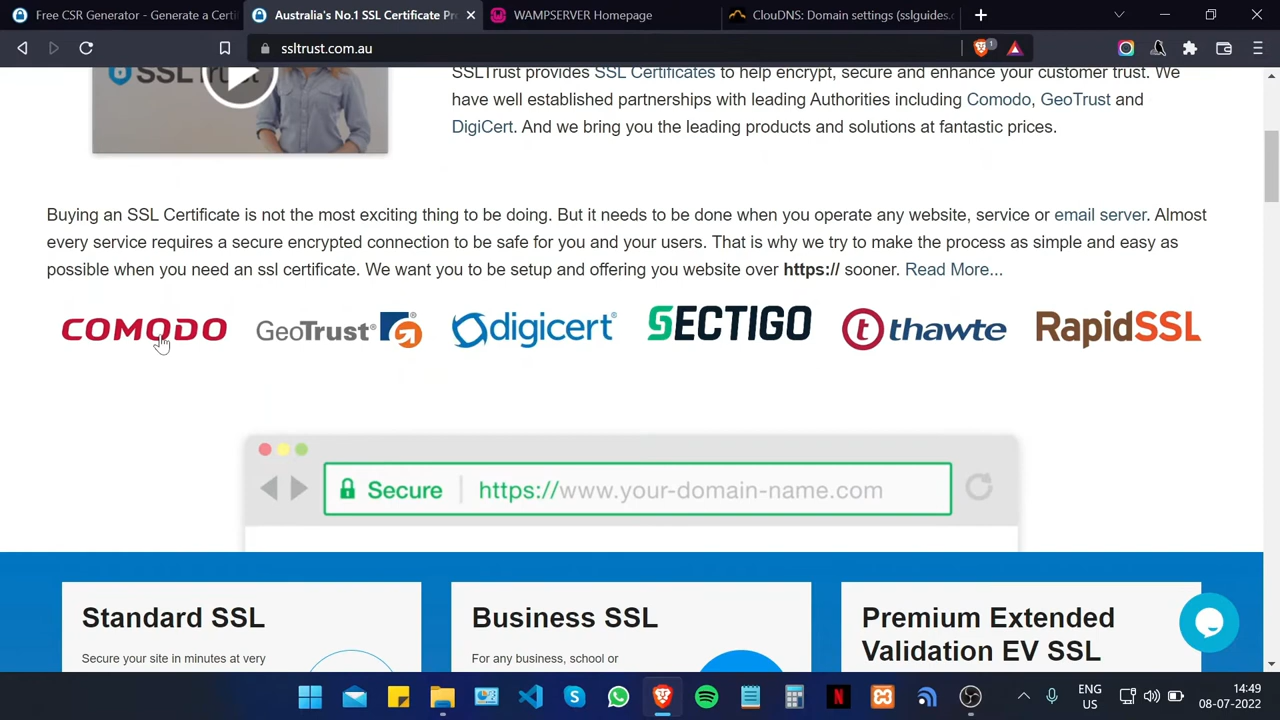 Free CSR Generator - Generate a Certi
Australia's No.1 SSL Certificate Pr
WAMPSERVER Homepage
ClouDNS: Domain settings (sslguides.c
ssltrust.com.au
1
SSLTrust
SSLTrust provides SSL Certificates to help encrypt, secure and enhance your customer trust. We
have well established partnerships with leading Authorities including Comodo, GeoTrust and
DigiCert. And we bring you the leading products and solutions at fantastic prices.
Buying an SSL Certificate is not the most exciting thing to be doing. But it needs to be done when you operate any website, service or email server. Almost
every service requires a secure encrypted connection to be safe for you and your users. That is why we try to make the process as simple and easy as
possible when you need an ssl certificate. We want you to be setup and offering you website over https:// sooner. Read More...
COMODO GeoTrust® digicert® SECTIGO thawte RapidSSL
Secure https://www.your-domain-name.com
Standard SSL
Secure your site in minutes at very
Business SSL
For any business, school or
Premium Extended
Validation EV SSL
ENG
US
14:49
08-07-2022